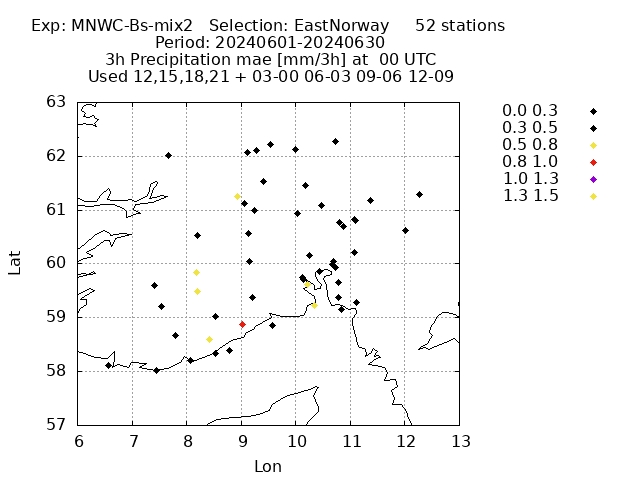 Exp: MNWC-Bs-mix2 Selection: EastNorway 52 stations
Period: 20240601-20240630
3h Precipitation mae [mm/3h] at 00 UTC
Used 12,15,18,21 + 03-00 06-03 09-06 12-09
0.0 0.3
0.3 0.5
0.5 0.8
0.8 1.0
1.0 1.3
1.3 1.5
63
62
61
60
59
58
57
Lat
6 7 8 9 10 11 12 13
Lon